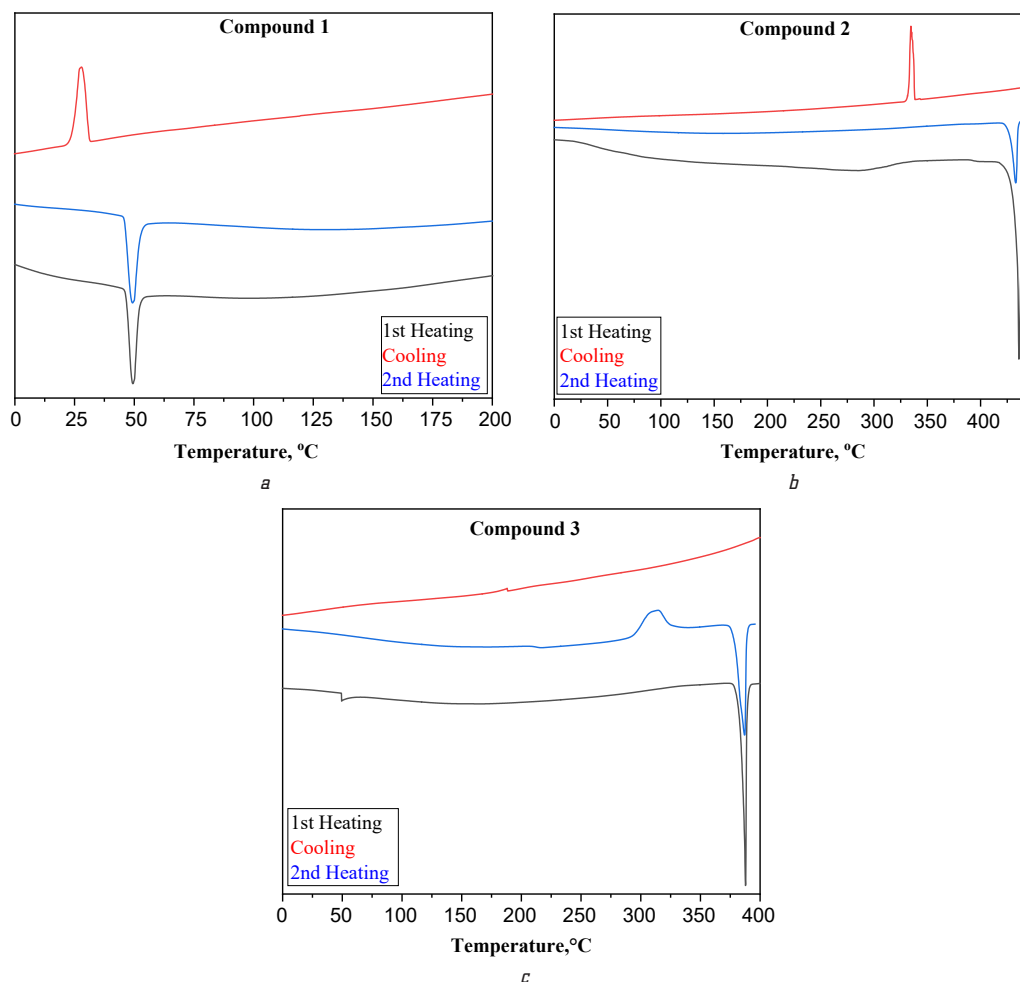 Compound 1
1st Heating
Cooling
2nd Heating
0 25 50 75 100 125 150 175 200
Temperature, °C
a
Compound 2
1st Heating
Cooling
2nd Heating
0 50 100 150 200 250 300 350 400
Temperature, °C
b
Compound 3
1st Heating
Cooling
2nd Heating
0 50 100 150 200 250 300 350 400
Temperature,°C
c